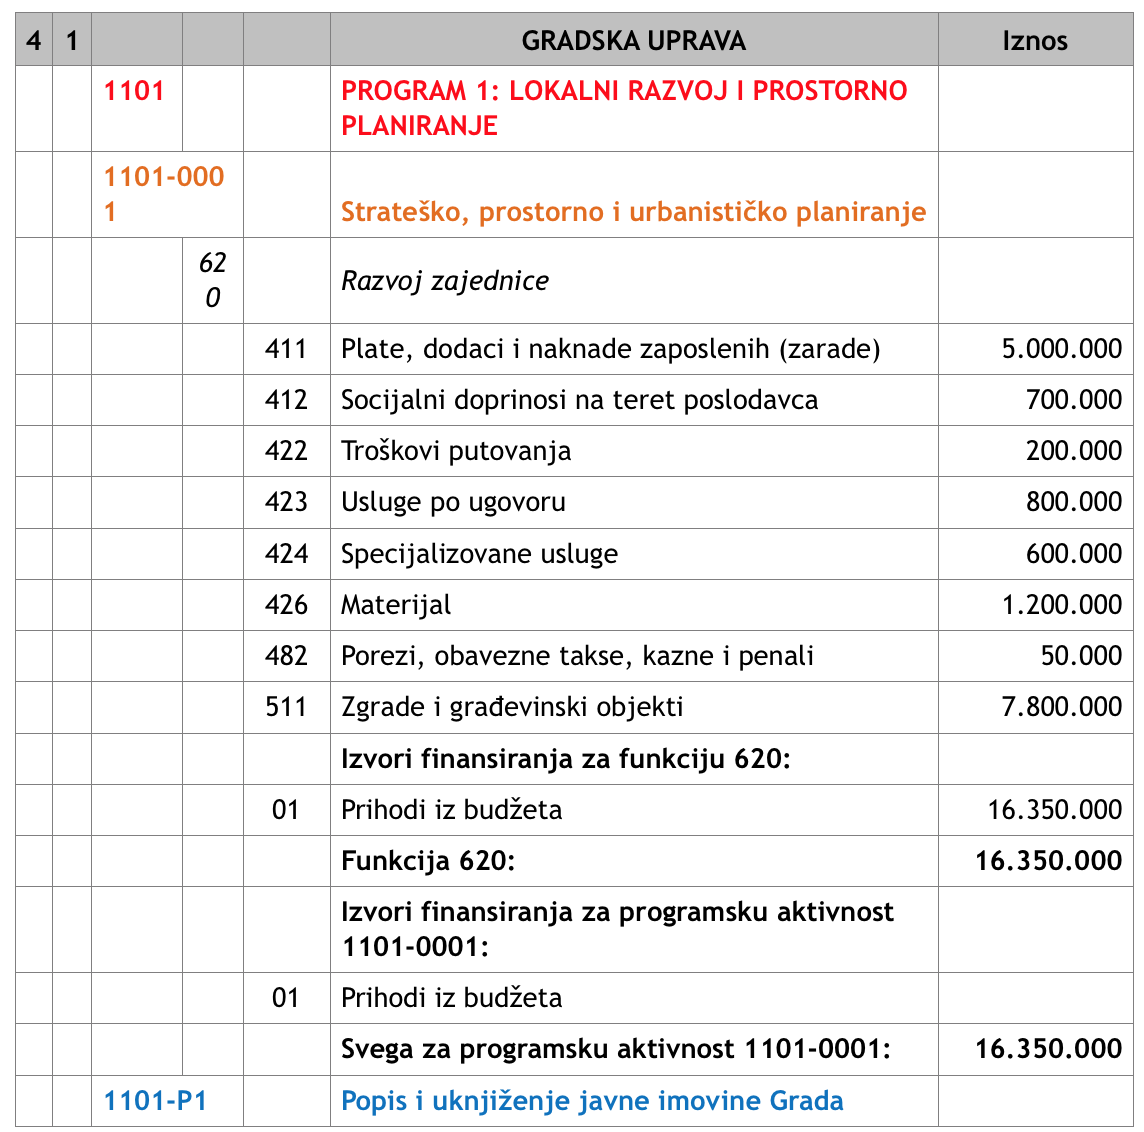 4 1 GRADSKA UPRAVA Iznos
1101 PROGRAM 1: LOKALNI RAZVOJ I PROSTORNO
PLANIRANJE
1101-000
1 Strateško, prostorno i urbanističko planiranje
62
0 Razvoj zajednice
411 Plate, dodaci i naknade zaposlenih (zarade) 5.000.000
412 Socijalni doprinosi na teret poslodavca 700.000
422 Troškovi putovanja 200.000
423 Usluge po ugovoru 800.000
424 Specijalizovane usluge 600.000
426 Materijal 1.200.000
482 Porezi, obavezne takse, kazne i penali 50.000
511 Zgrade i građevinski objekti 7.800.000
Izvori finansiranja za funkciju 620:
01 Prihodi iz budžeta 16.350.000
Funkcija 620: 16.350.000
Izvori finansiranja za programsku aktivnost
1101-0001:
01 Prihodi iz budžeta
Svega za programsku aktivnost 1101-0001: 16.350.000
1101-P1 Popis i uknjiženje javne imovine Grada